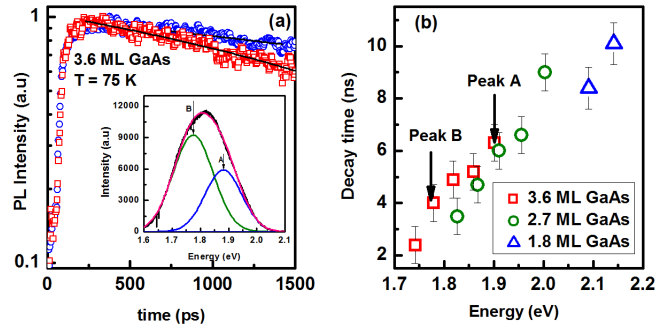 (a)
1
3.6 ML GaAs
T = 75 K
PL Intensity (a.u)
0.1
0 500 1000 1500
time (ps)
12000
9000
6000
3000
0
Intensity (a.u)
B
A
1.6 1.7 1.8 1.9 2.0 2.1
Energy (eV)
(b)
10
8
6
4
2
Decay time (ns)
Peak A
Peak B
3.6 ML GaAs
2.7 ML GaAs
1.8 ML GaAs
1.7 1.8 1.9 2.0 2.1 2.2
Energy (eV)